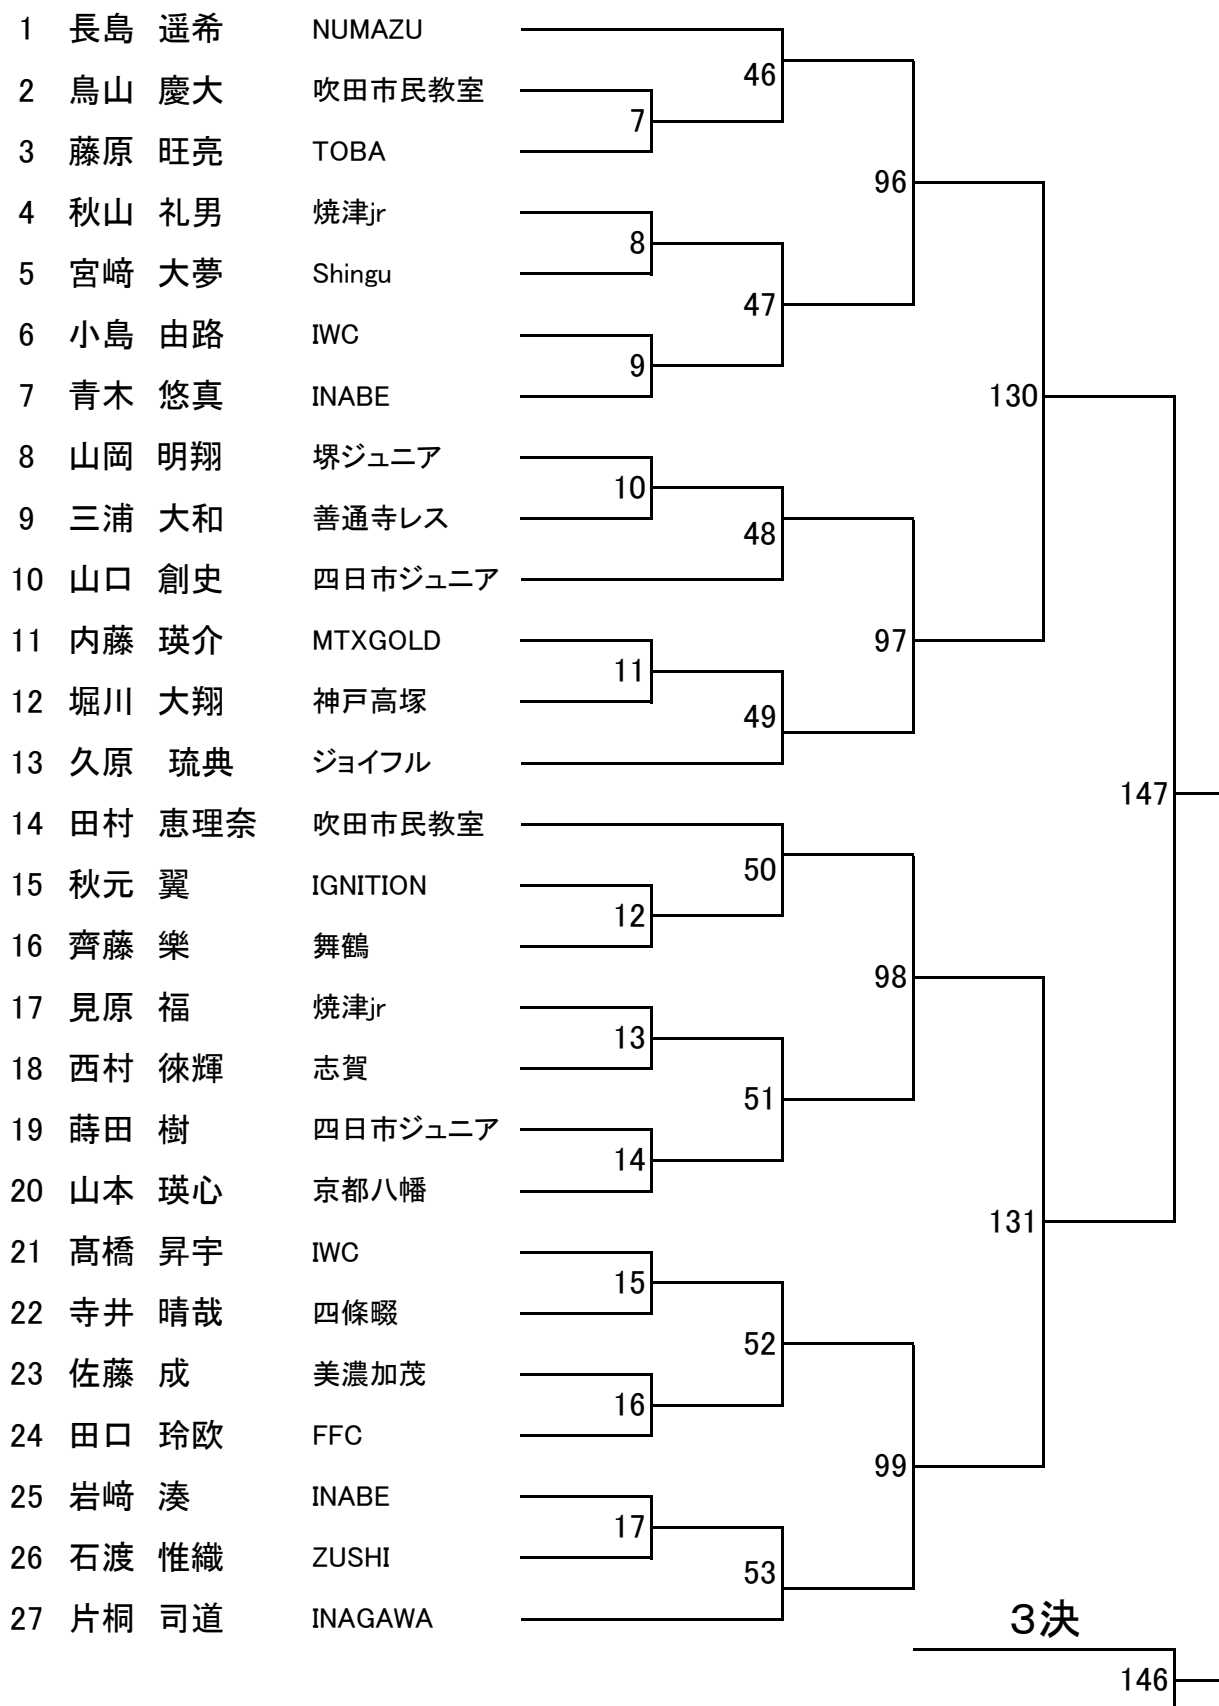 1 長島 遥希 NUMAZU
46
2 鳥山 慶大 吹田市民教室
7
3 藤原 旺亮 TOBA
96
4 秋山 礼男 焼津jr
8
5 宮﨑 大夢 Shingu
47
6 小島 由路 IWC
9
7 青木 悠真 INABE
130
8 山岡 明翔 堺ジュニア
10
9 三浦 大和 善通寺レス
48
10 山口 創史 四日市ジュニア
11 内藤 瑛介 MTXGOLD
97
11
12 堀川 大翔 神戸高塚
49
13 久原 琉典 ジョイフル
147
14 田村 恵理奈 吹田市民教室
50
15 秋元 翼 IGNITION
12
16 齊藤 樂 舞鶴
98
17 見原 福 焼津jr
13
18 西村 徠輝 志賀
51
19 蒔田 樹 四日市ジュニア
14
20 山本 瑛心 京都八幡
131
21 髙橋 昇宇 IWC
15
22 寺井 晴哉 四條畷
52
23 佐藤 成 美濃加茂
16
24 田口 玲欧 FFC
99
25 岩﨑 湊 INABE
17
26 石渡 惟織 ZUSHI
53
27 片桐 司道 INAGAWA
３決
146